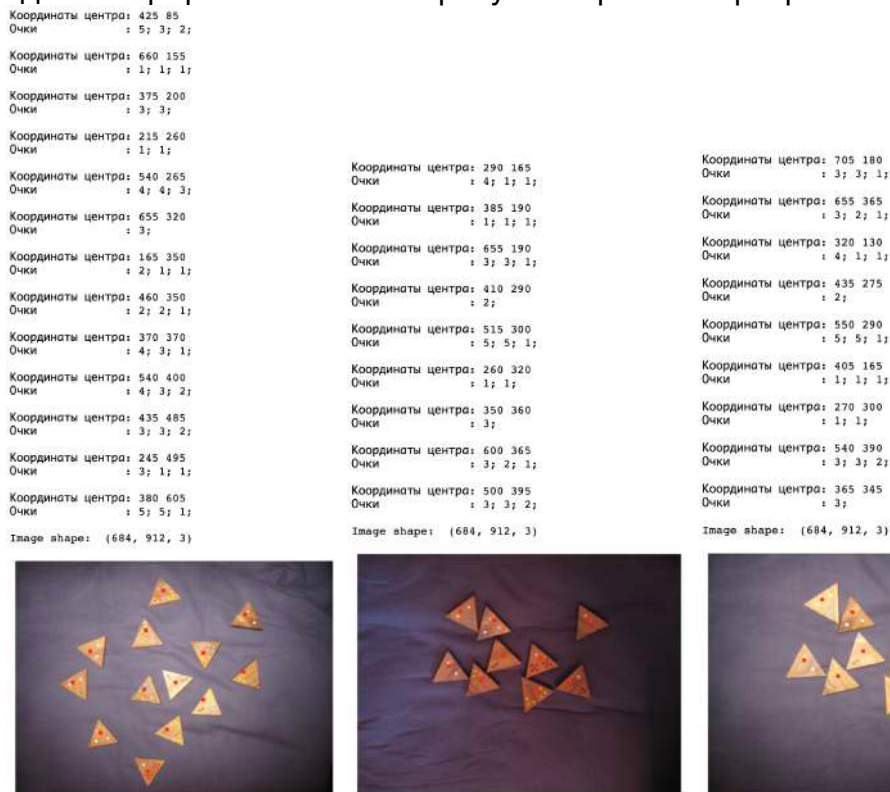 Координаты центра: 425 85
Очки : 5; 3; 2;
Координаты центра: 660 155
Очки : 1; 1; 1;
Координаты центра: 375 200
Очки : 3; 3;
Координаты центра: 215 260
Очки : 1; 1;
Координаты центра: 540 265
Очки : 4; 4; 3;
Координаты центра: 655 320
Очки : 3;
Координаты центра: 165 350
Очки : 2; 1; 1;
Координаты центра: 460 350
Очки : 2; 2; 1;
Координаты центра: 370 370
Очки : 4; 3; 1;
Координаты центра: 540 400
Очки : 4; 3; 2;
Координаты центра: 435 485
Очки : 3; 3; 2;
Координаты центра: 245 495
Очки : 3; 1; 1;
Координаты центра: 380 605
Очки : 5; 5; 1;
Image shape: (684, 912, 3)
Координаты центра: 290 165
Очки : 4; 1; 1;
Координаты центра: 385 190
Очки : 1; 1; 1;
Координаты центра: 655 190
Очки : 3; 3; 1;
Координаты центра: 410 290
Очки : 2;
Координаты центра: 515 300
Очки : 5; 5; 1;
Координаты центра: 260 320
Очки : 1; 1;
Координаты центра: 350 360
Очки : 3;
Координаты центра: 600 365
Очки : 3; 2; 1;
Координаты центра: 500 395
Очки : 3; 3; 2;
Image shape: (684, 912, 3)
Координаты центра: 705 180
Очки : 3; 3; 1;
Координаты центра: 655 365
Очки : 3; 2; 1;
Координаты центра: 320 130
Очки : 4; 1; 1;
Координаты центра: 435 275
Очки : 2;
Координаты центра: 550 290
Очки : 5; 5; 1;
Координаты центра: 405 165
Очки : 1; 1; 1;
Координаты центра: 270 300
Очки : 1; 1;
Координаты центра: 540 390
Очки : 3; 3; 2;
Координаты центра: 365 345
Очки : 3;
Image shape: (684, 912, 3)